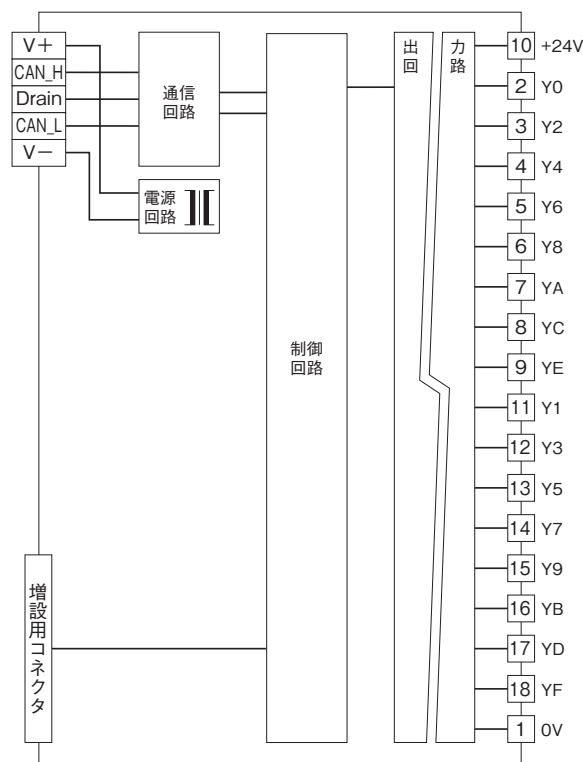 V+
CAN_H
Drain
CAN_L
V−
通信
回路
電源
回路
制御
回路
増設用コネクタ
出力
回路
10 +24V
2 Y0
3 Y2
4 Y4
5 Y6
6 Y8
7 YA
8 YC
9 YE
11 Y1
12 Y3
13 Y5
14 Y7
15 Y9
16 YB
17 YD
18 YF
1 0V